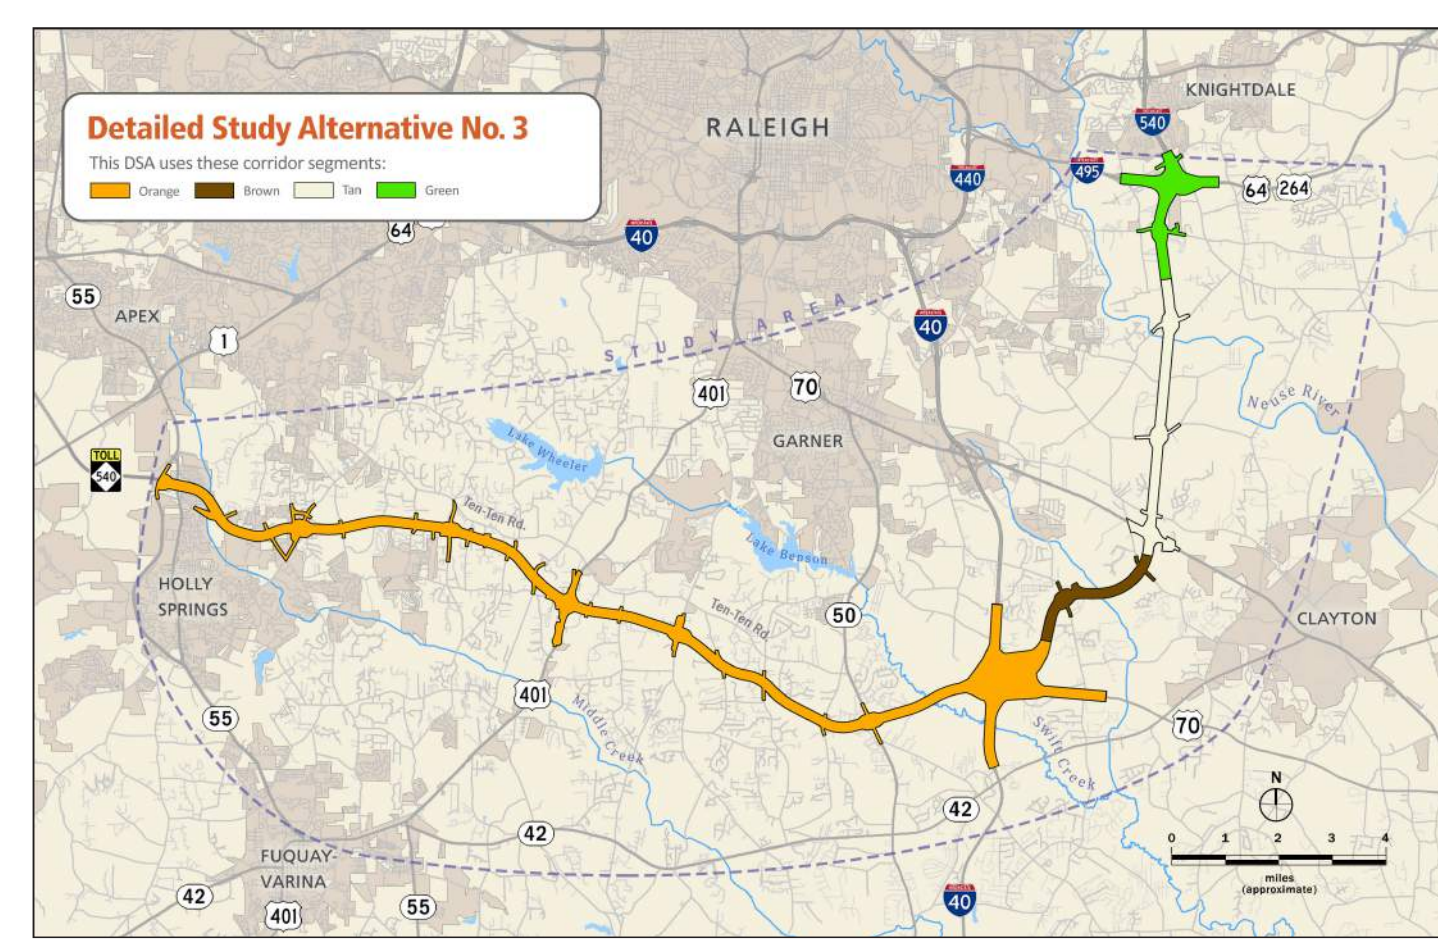 KNIGHTDALE
Detailed Study Alternative No. 3
This DSA uses these corridor segments:
Orange Brown Tan Green
RALEIGH
540
495
440
64 264
64
40
55
APEX
1
STUDY AREA
40
401
70
Neuse River
GARNER
Lake Wheeler
TOLL
540
Ten-Ten Rd.
Lake Benson
HOLLY
SPRINGS
Ten-Ten Rd.
50
CLAYTON
401
55
Middle Creek
Swift Creek
70
N
42
42
0 1 2 3 4
miles
(approximate)
FUQUAY-
VARINA
42
401
55
40